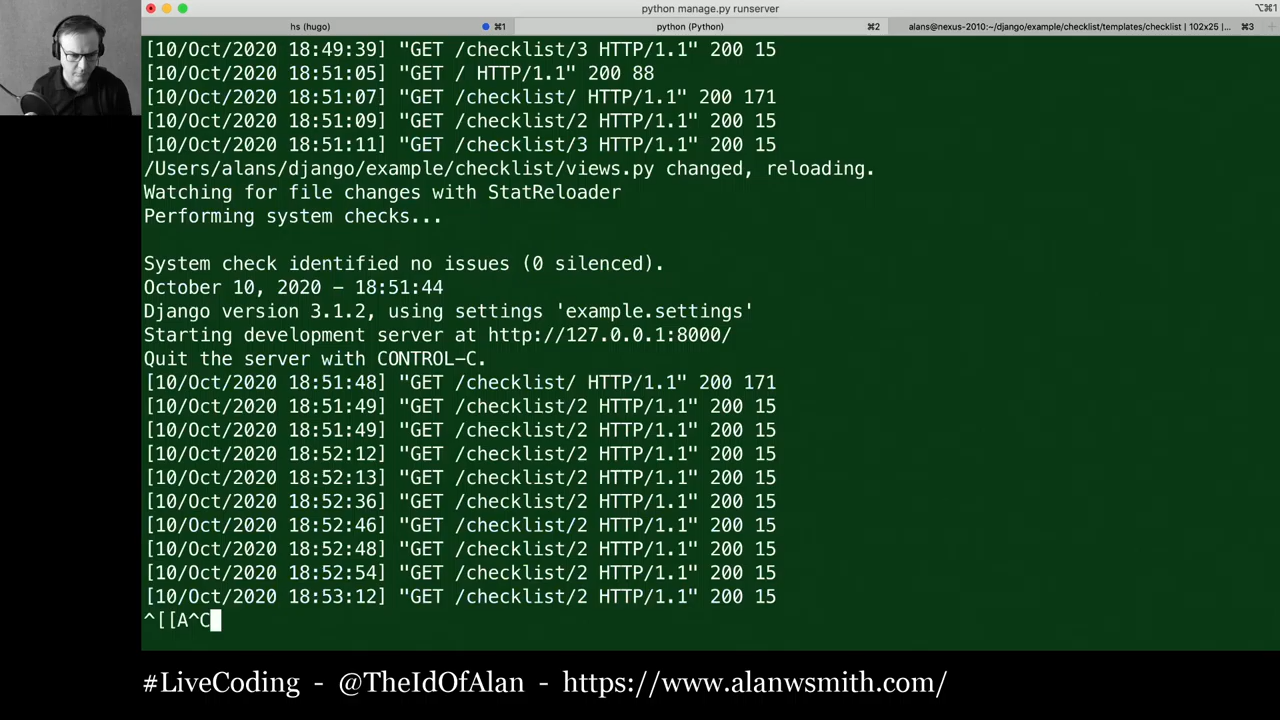 python manage.py runserver
⌥⌘1
hs (hugo) ⌘1 python (Python) ⌘2 alans@nexus-2010:~/django/example/checklist/templates/checklist | 102x25 |... ⌘3
[10/Oct/2020 18:49:39] "GET /checklist/3 HTTP/1.1" 200 15
[10/Oct/2020 18:51:05] "GET / HTTP/1.1" 200 88
[10/Oct/2020 18:51:07] "GET /checklist/ HTTP/1.1" 200 171
[10/Oct/2020 18:51:09] "GET /checklist/2 HTTP/1.1" 200 15
[10/Oct/2020 18:51:11] "GET /checklist/3 HTTP/1.1" 200 15
/Users/alans/django/example/checklist/views.py changed, reloading.
Watching for file changes with StatReloader
Performing system checks...
System check identified no issues (0 silenced).
October 10, 2020 - 18:51:44
Django version 3.1.2, using settings 'example.settings'
Starting development server at http://127.0.0.1:8000/
Quit the server with CONTROL-C.
[10/Oct/2020 18:51:48] "GET /checklist/ HTTP/1.1" 200 171
[10/Oct/2020 18:51:49] "GET /checklist/2 HTTP/1.1" 200 15
[10/Oct/2020 18:51:49] "GET /checklist/2 HTTP/1.1" 200 15
[10/Oct/2020 18:52:12] "GET /checklist/2 HTTP/1.1" 200 15
[10/Oct/2020 18:52:13] "GET /checklist/2 HTTP/1.1" 200 15
[10/Oct/2020 18:52:36] "GET /checklist/2 HTTP/1.1" 200 15
[10/Oct/2020 18:52:46] "GET /checklist/2 HTTP/1.1" 200 15
[10/Oct/2020 18:52:48] "GET /checklist/2 HTTP/1.1" 200 15
[10/Oct/2020 18:52:54] "GET /checklist/2 HTTP/1.1" 200 15
[10/Oct/2020 18:53:12] "GET /checklist/2 HTTP/1.1" 200 15
^[[A^C
#LiveCoding - @TheIdOfAlan - https://www.alanwsmith.com/